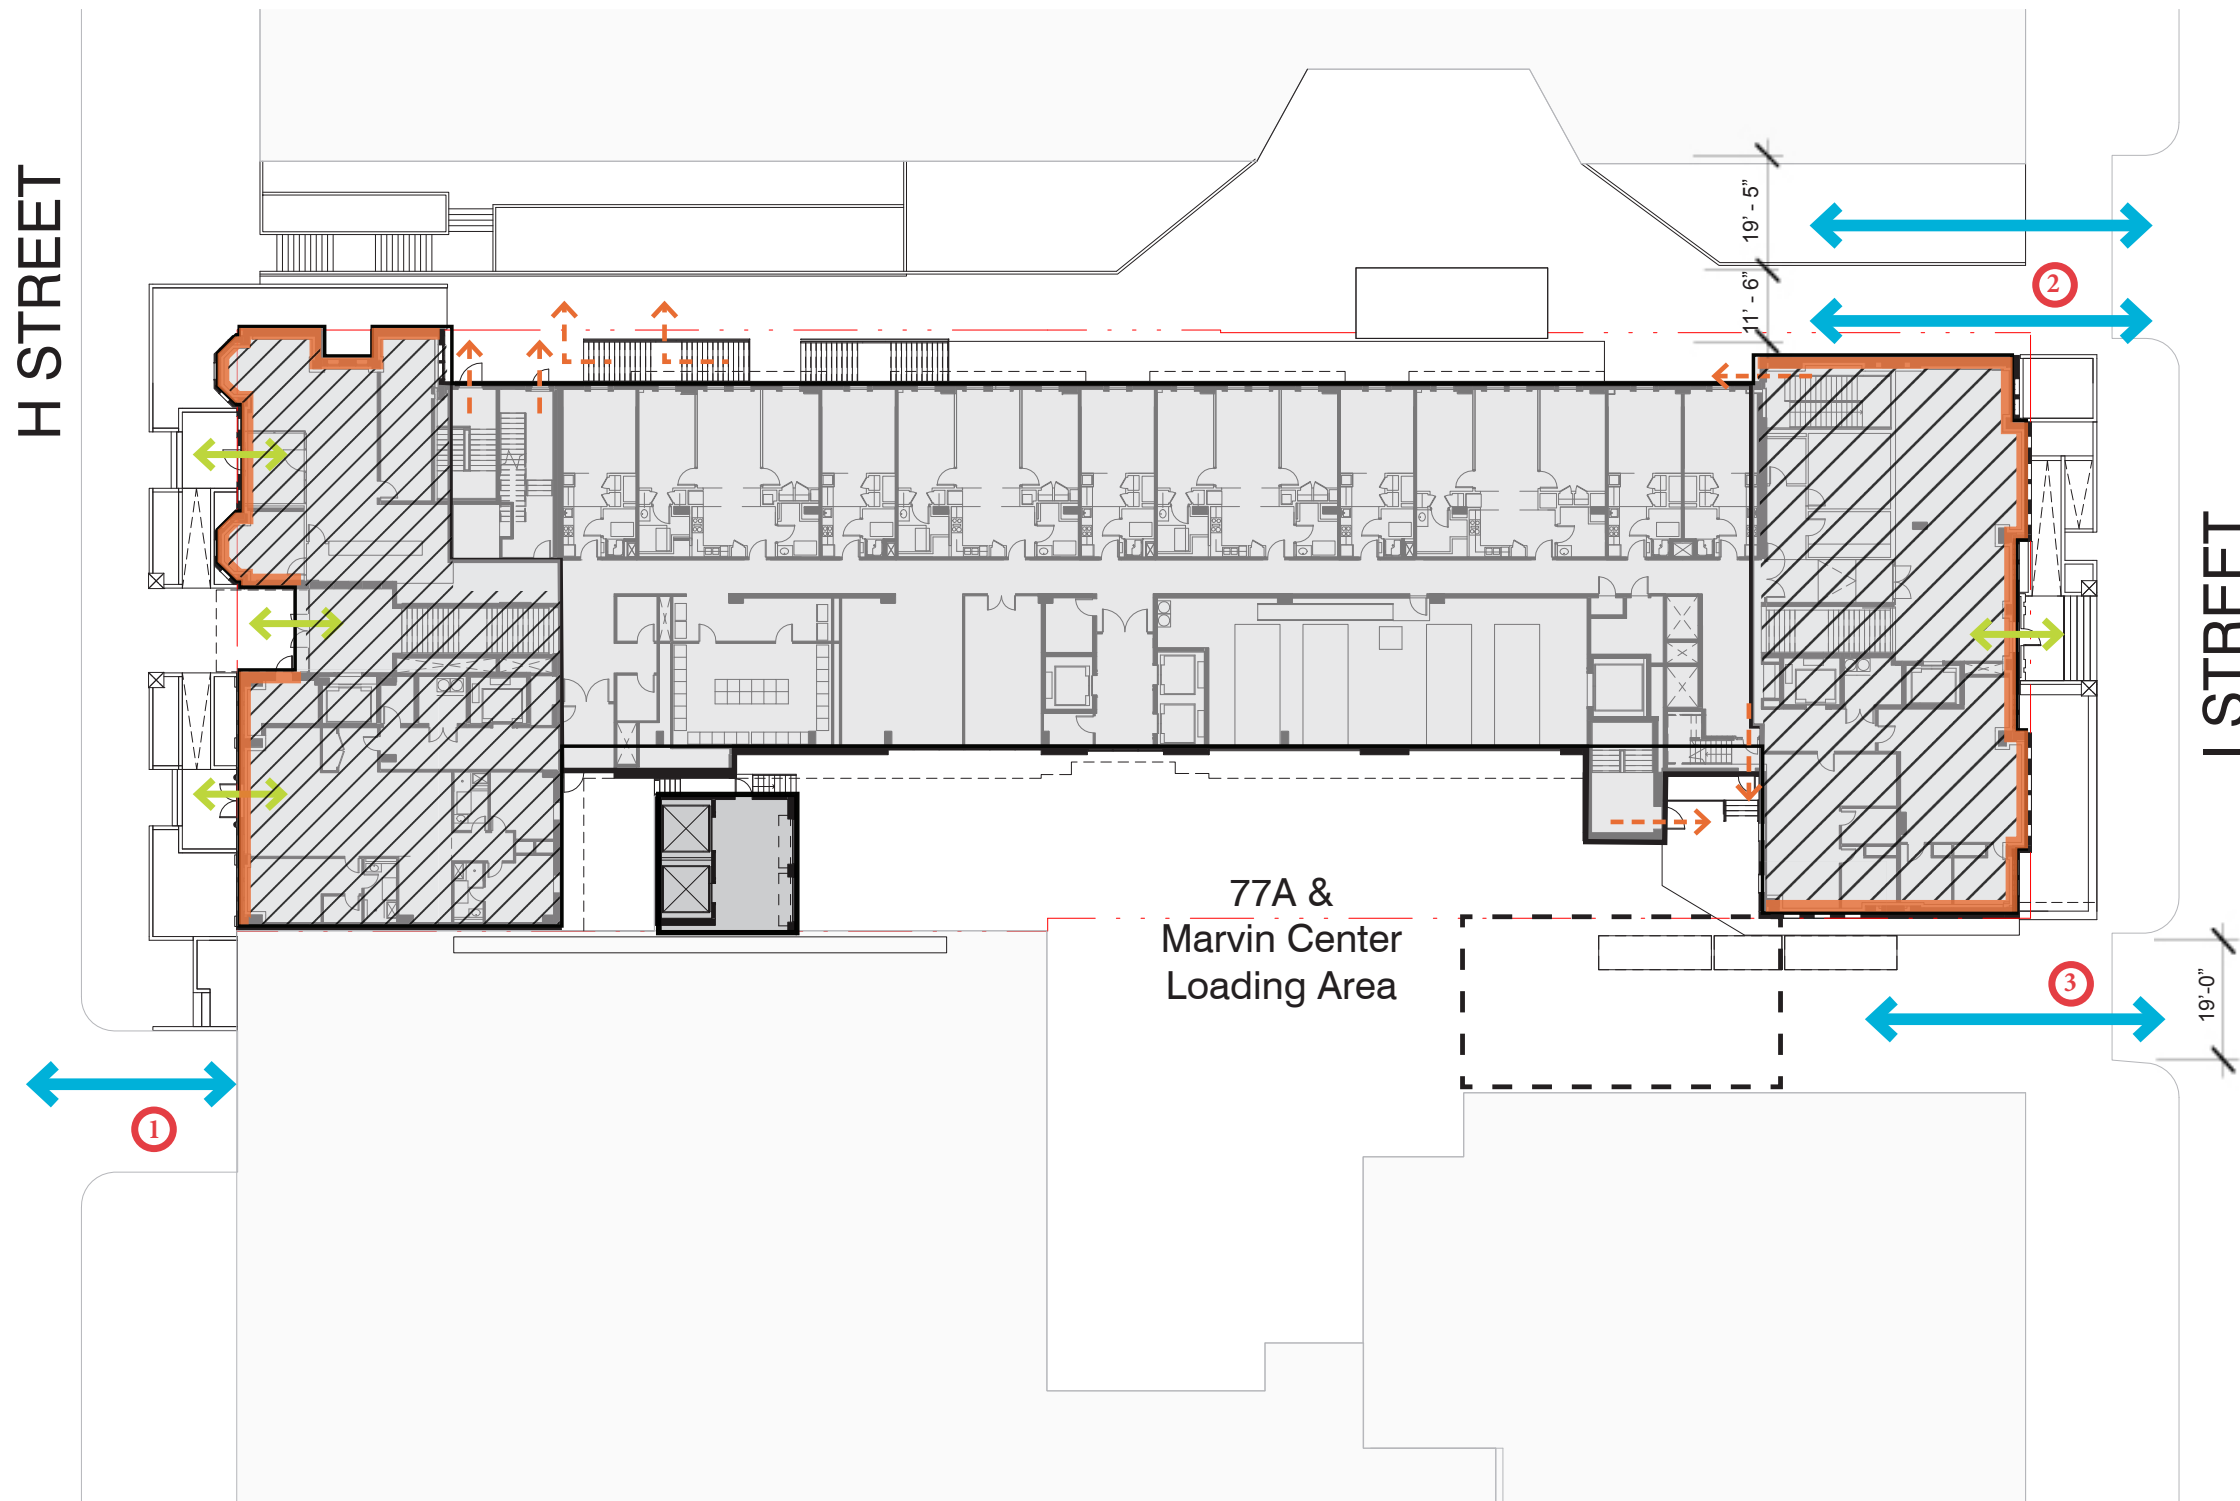 H STREET
19' - 5"
11' - 6"
2
I STREET
77A &
Marvin Center
Loading Area
3
19'-0"
1